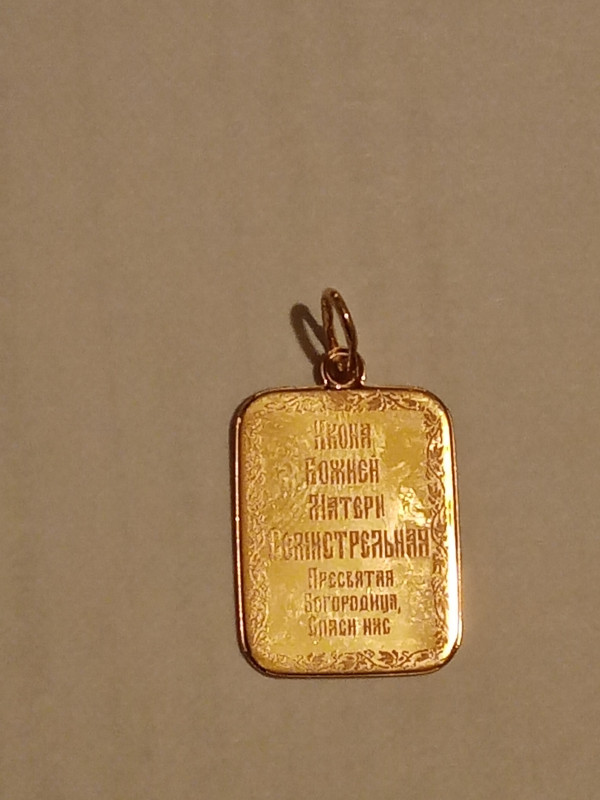 Икона
Божией
Матери
Семистрельная
Пресвятая
Богородица,
Спаси нас